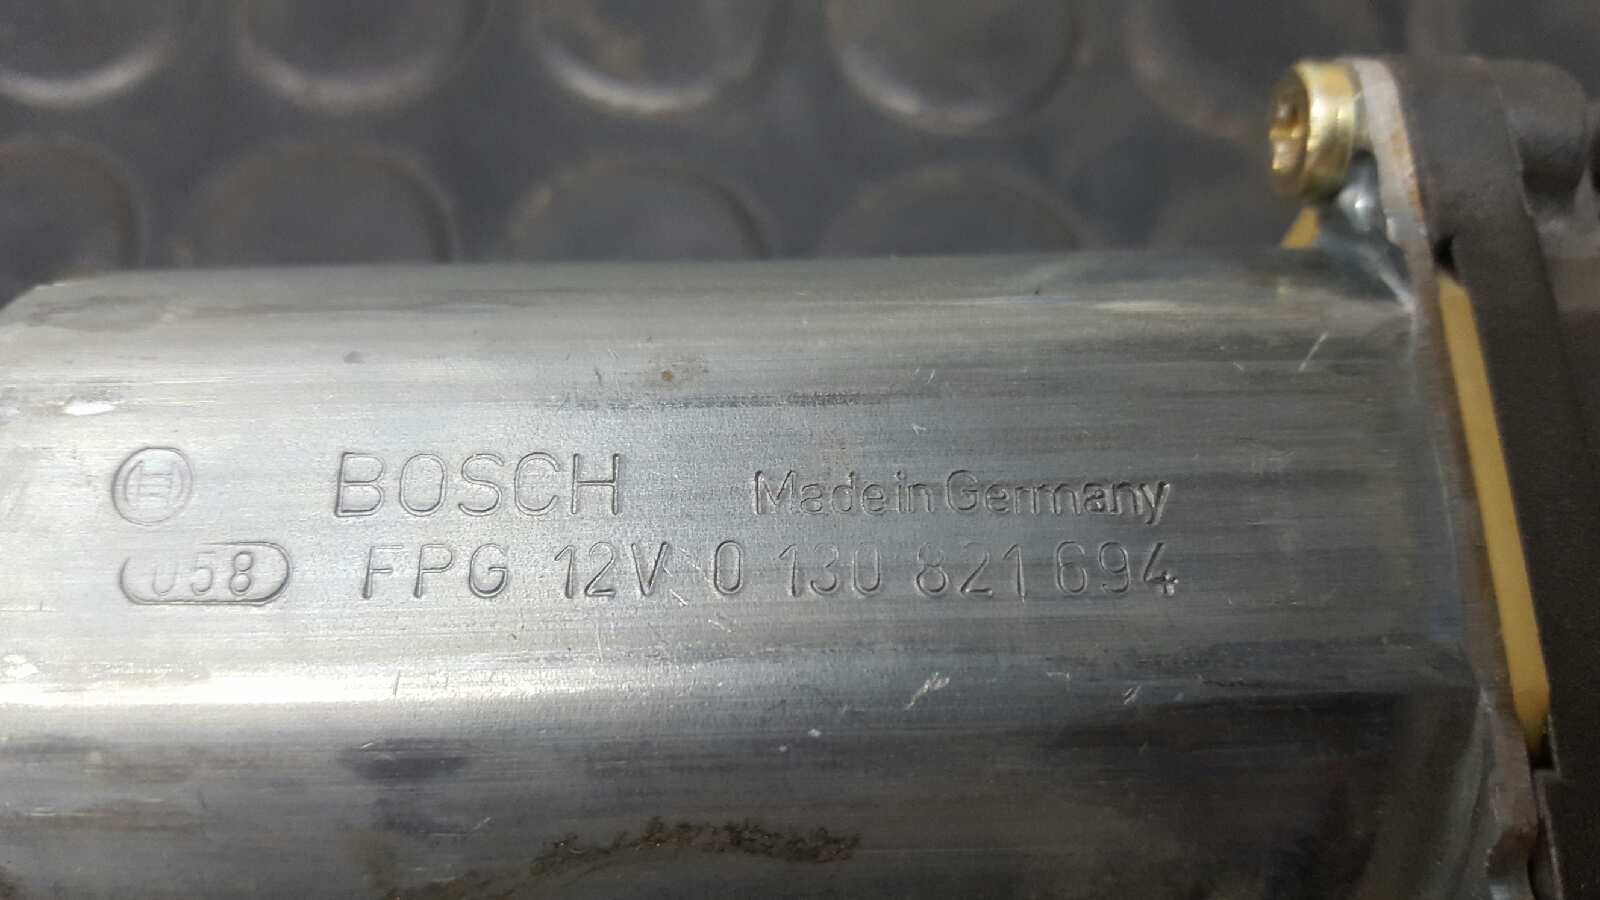 BOSCH Made in Germany
058 FPG 12V 0 130 821 694